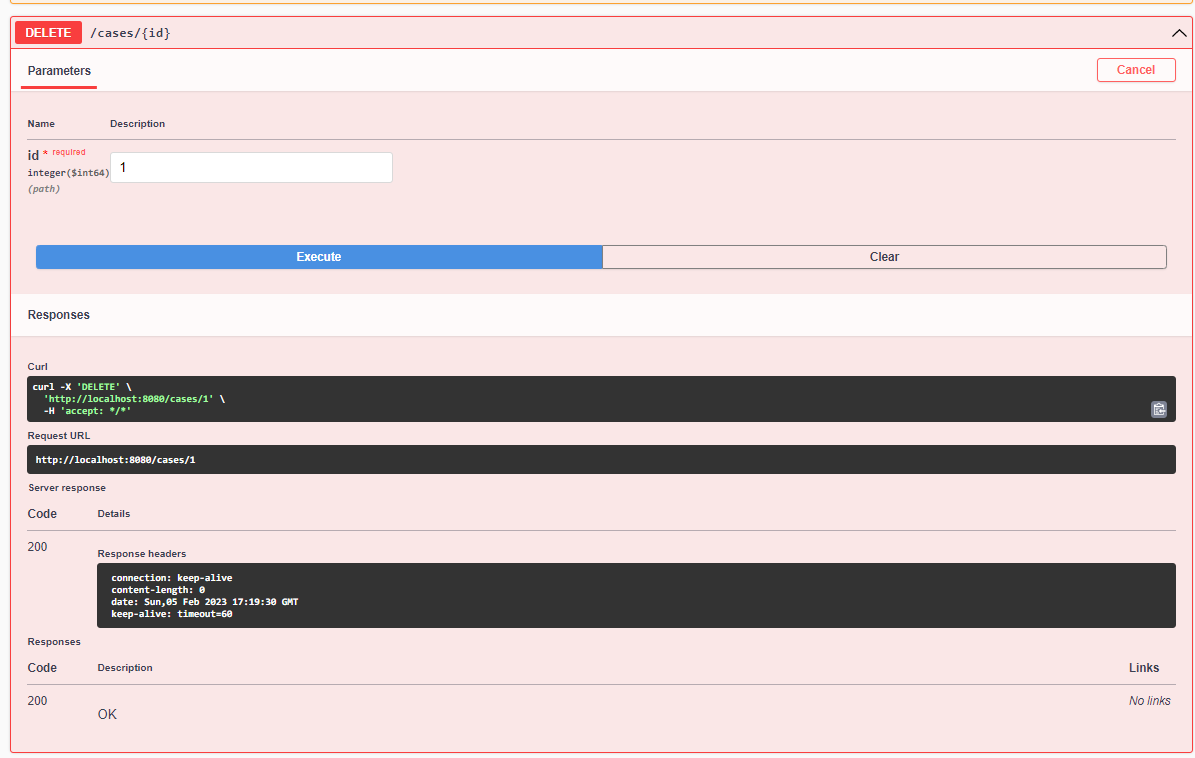 DELETE /cases/{id}
Parameters
Cancel
Name Description
id * required
integer($int64)
(path)
1
Execute Clear
Responses
Curl
curl -X 'DELETE' \
'http://localhost:8080/cases/1' \
-H 'accept: */*'
Request URL
http://localhost:8080/cases/1
Server response
Code Details
200
Response headers
connection: keep-alive
content-length: 0
date: Sun,05 Feb 2023 17:19:30 GMT
keep-alive: timeout=60
Responses
Code Description Links
200 No links
OK